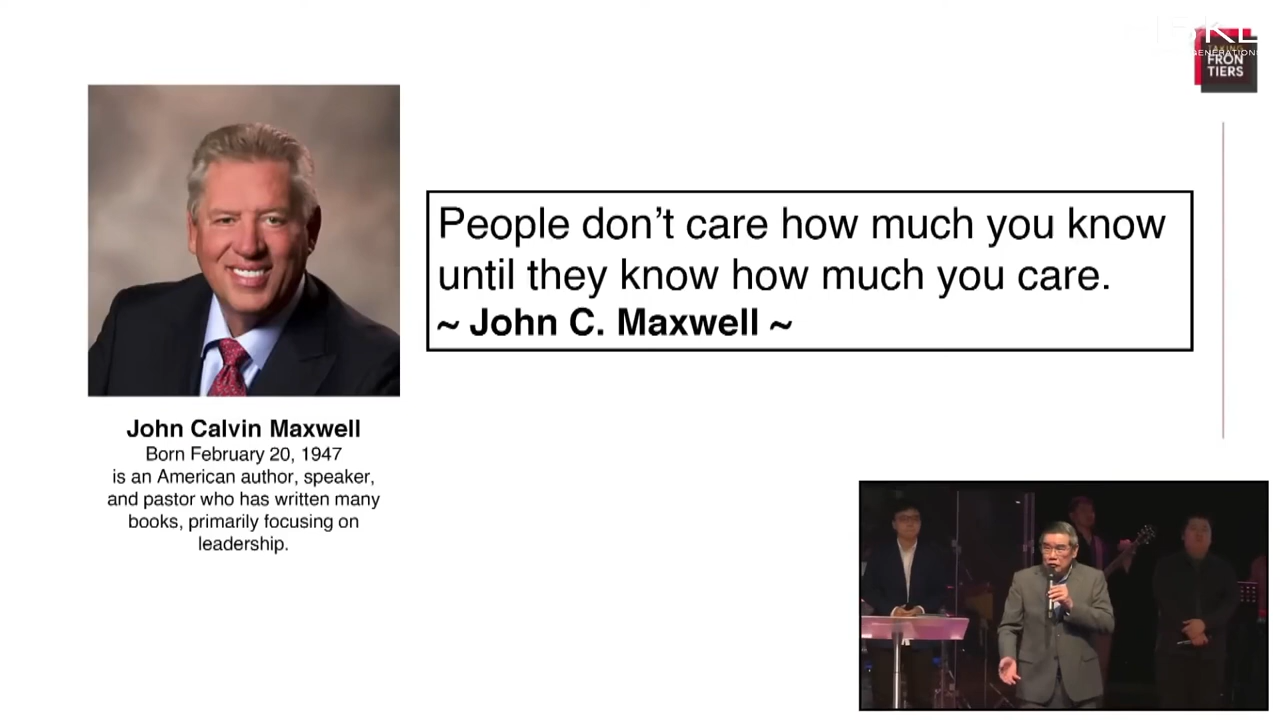 TAKING
FRON
TIERS
People don't care how much you know
until they know how much you care.
~ John C. Maxwell ~
John Calvin Maxwell
Born February 20, 1947
is an American author, speaker,
and pastor who has written many
books, primarily focusing on
leadership.